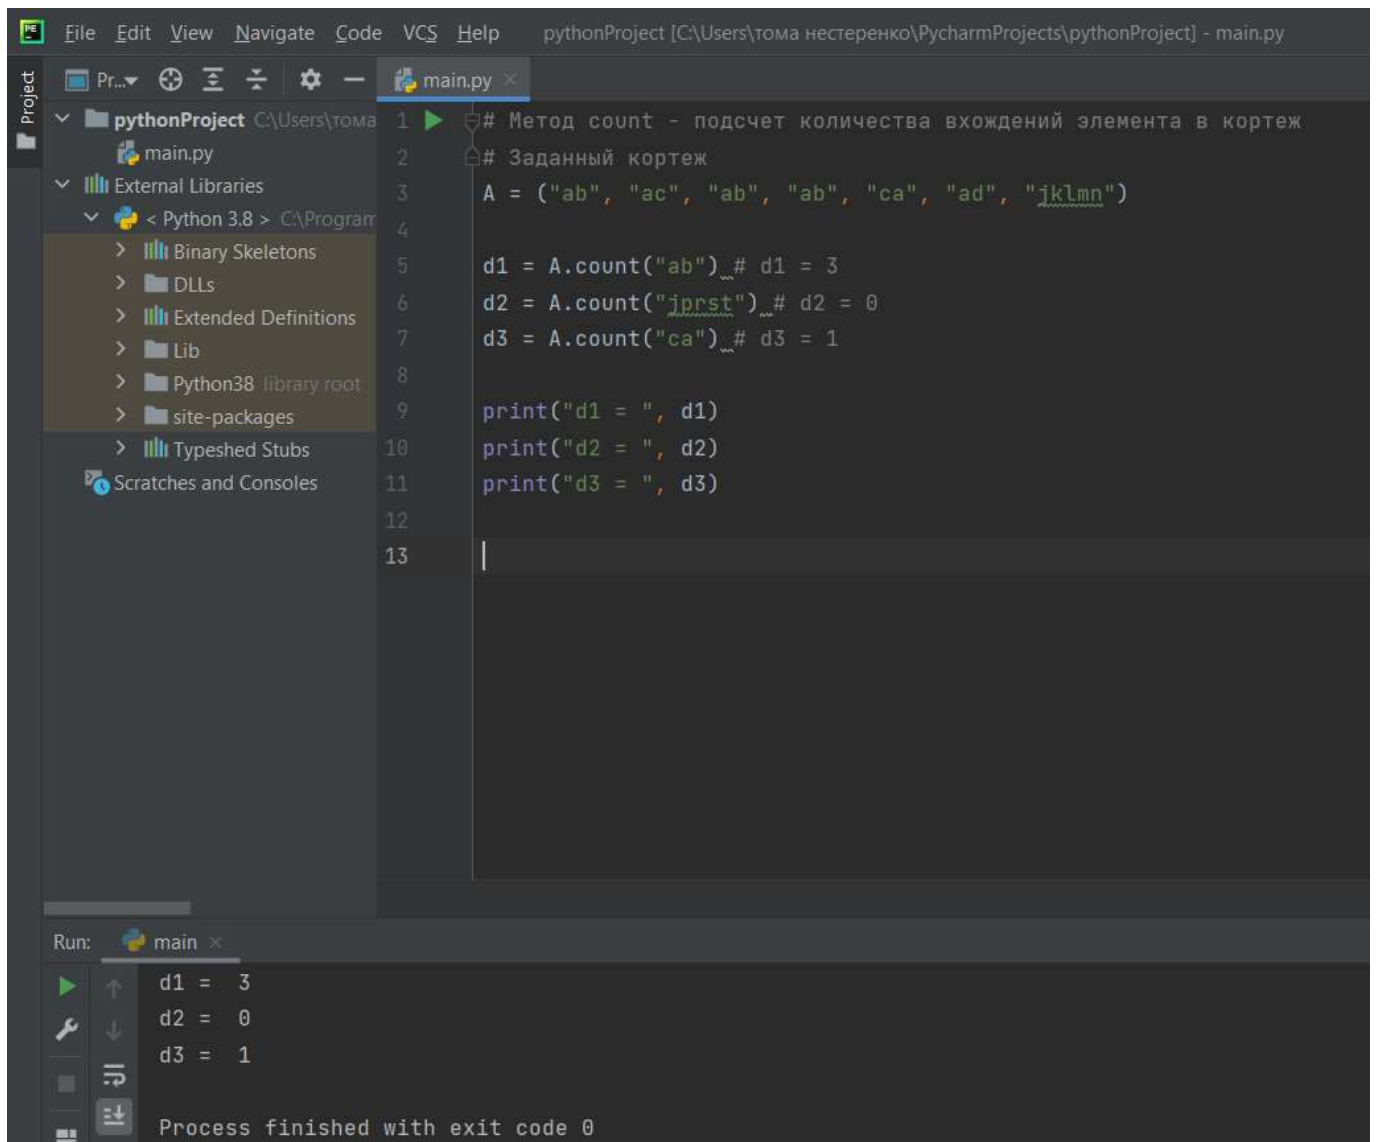 PE File Edit View Navigate Code VCS Help pythonProject [C:\Users\тома нестеренко\PycharmProjects\pythonProject] - main.py
Project
Pr... main.py
pythonProject C:\Users\тома
main.py
External Libraries
< Python 3.8 > C:\Program
Binary Skeletons
DLLs
Extended Definitions
Lib
Python38 library root
site-packages
Typeshed Stubs
Scratches and Consoles
1 # Метод count - подсчет количества вхождений элемента в кортеж
2 # Заданный кортеж
3 A = ("ab", "ac", "ab", "ab", "ca", "ad", "jklmn")
4
5 d1 = A.count("ab") # d1 = 3
6 d2 = A.count("jprst") # d2 = 0
7 d3 = A.count("ca") # d3 = 1
8
9 print("d1 = ", d1)
10 print("d2 = ", d2)
11 print("d3 = ", d3)
12
13
Run: main
d1 =  3
d2 =  0
d3 =  1
Process finished with exit code 0